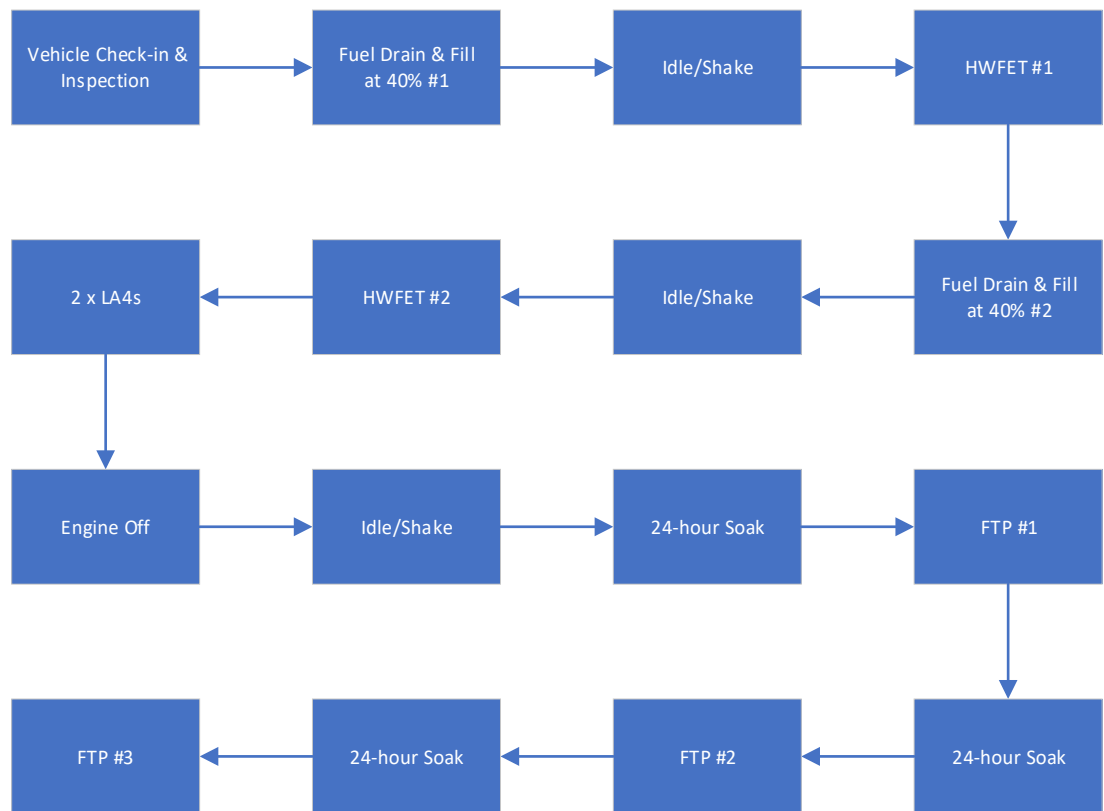 Vehicle Check-in &
Inspection
Fuel Drain & Fill
at 40% #1
Idle/Shake
HWFET #1
Fuel Drain & Fill
at 40% #2
Idle/Shake
HWFET #2
2 x LA4s
Engine Off
Idle/Shake
24-hour Soak
FTP #1
24-hour Soak
FTP #2
24-hour Soak
FTP #3